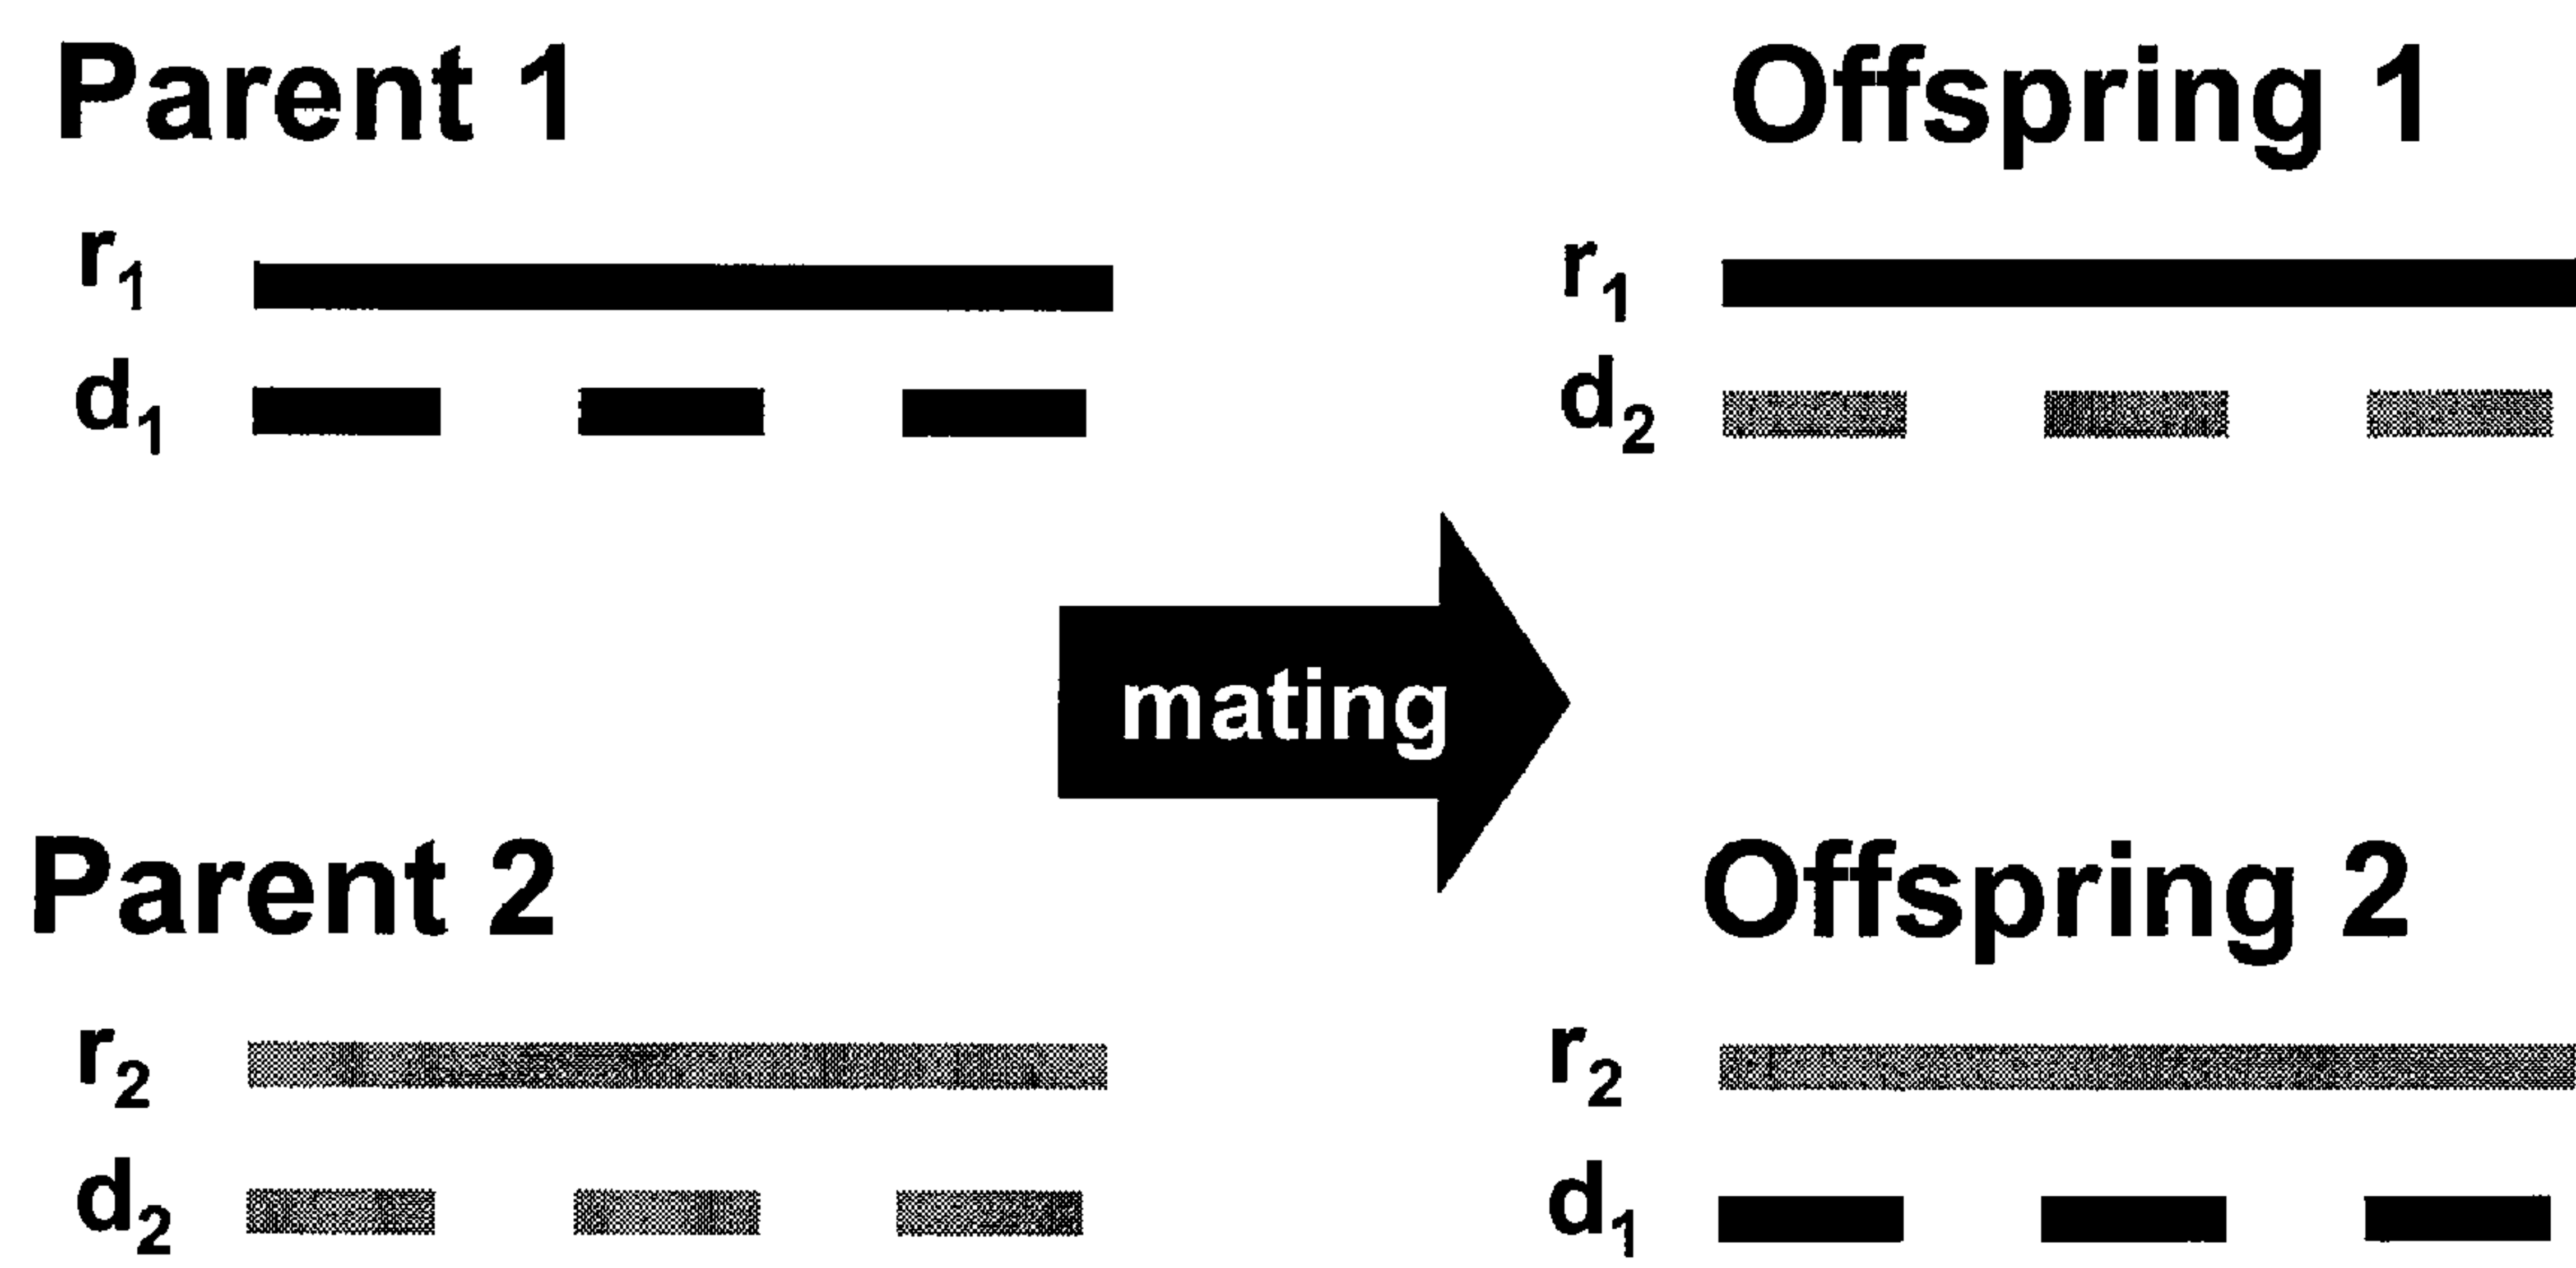 Parent 1
r₁
d₁
Offspring 1
r₁
d₂
mating
Parent 2
r₂
d₂
Offspring 2
r₂
d₁